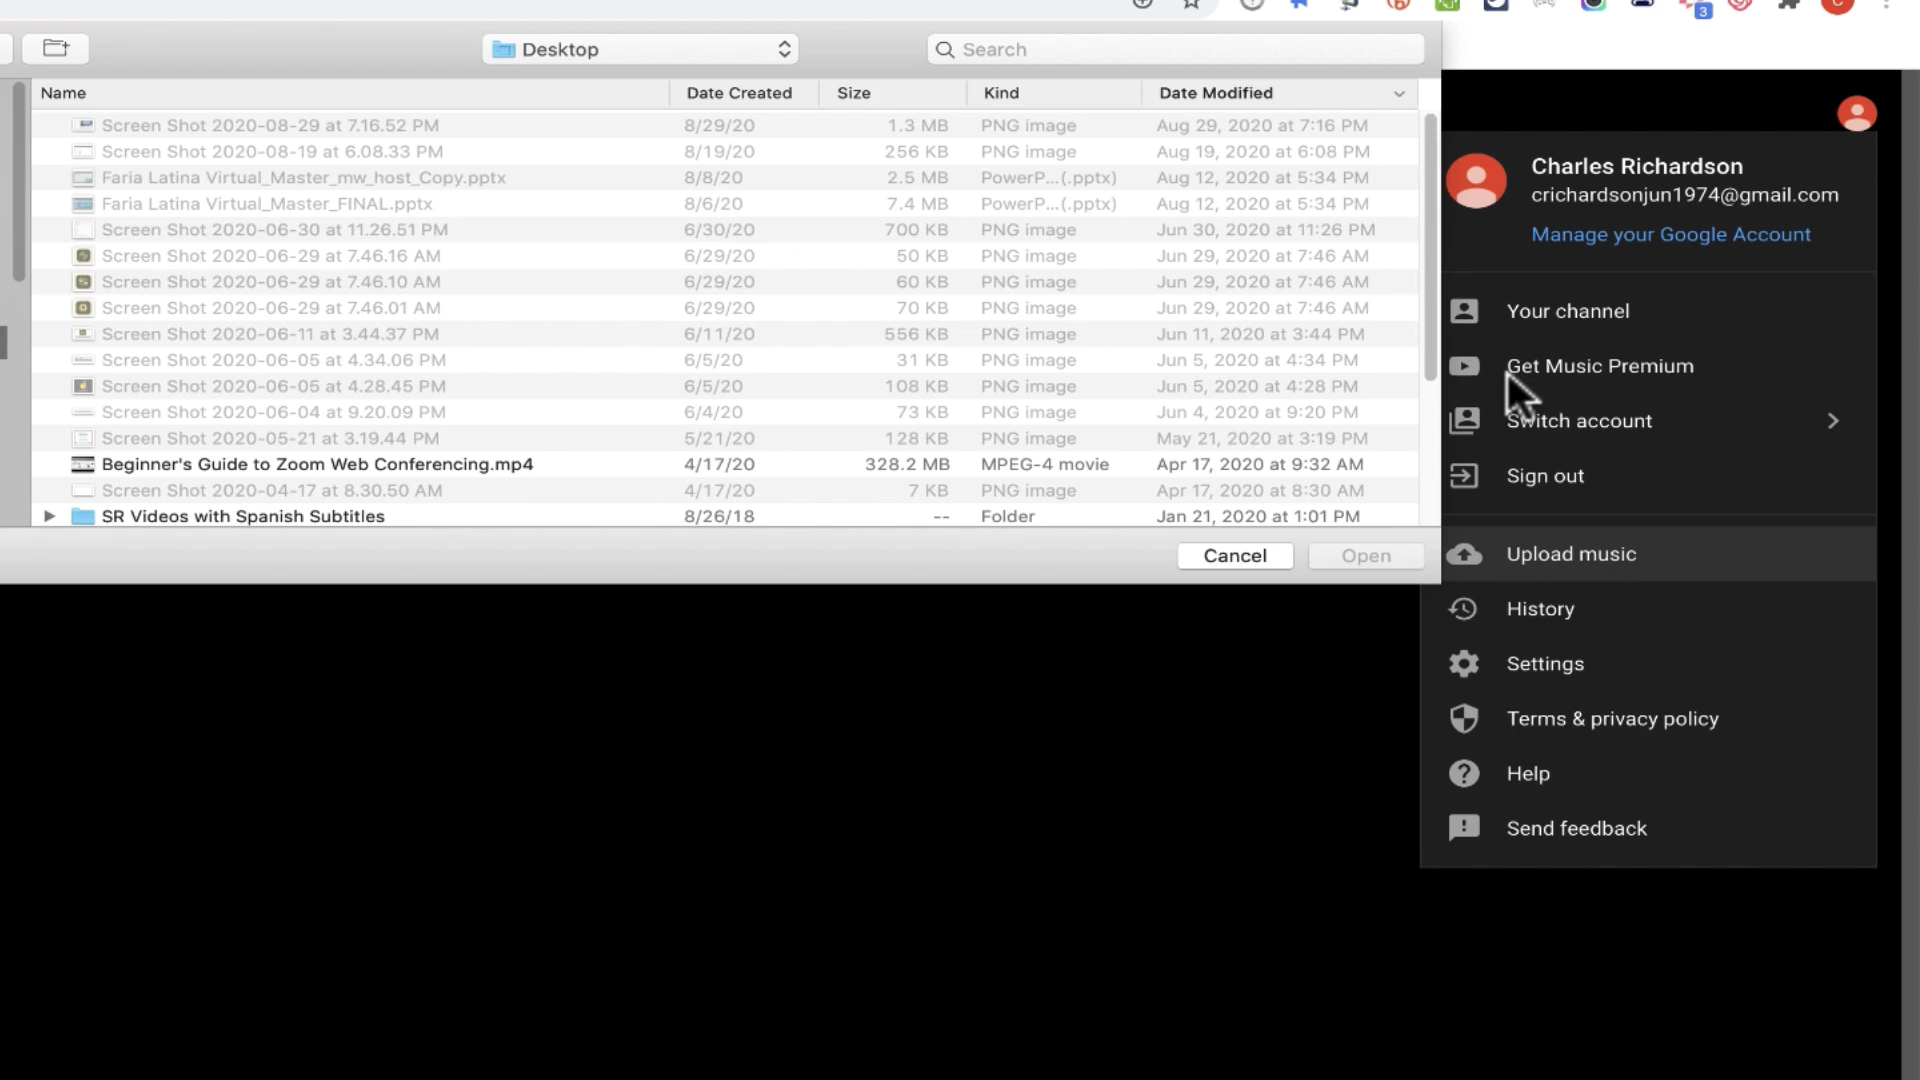 3
C
Desktop
Search
Name Date Created Size Kind Date Modified
Screen Shot 2020-08-29 at 7.16.52 PM 8/29/20 1.3 MB PNG image Aug 29, 2020 at 7:16 PM
Screen Shot 2020-08-19 at 6.08.33 PM 8/19/20 256 KB PNG image Aug 19, 2020 at 6:08 PM
Faria Latina Virtual_Master_mw_host_Copy.pptx 8/8/20 2.5 MB PowerP...(.pptx) Aug 12, 2020 at 5:34 PM
Faria Latina Virtual_Master_FINAL.pptx 8/6/20 7.4 MB PowerP...(.pptx) Aug 12, 2020 at 5:34 PM
Screen Shot 2020-06-30 at 11.26.51 PM 6/30/20 700 KB PNG image Jun 30, 2020 at 11:26 PM
Screen Shot 2020-06-29 at 7.46.16 AM 6/29/20 50 KB PNG image Jun 29, 2020 at 7:46 AM
Screen Shot 2020-06-29 at 7.46.10 AM 6/29/20 60 KB PNG image Jun 29, 2020 at 7:46 AM
Screen Shot 2020-06-29 at 7.46.01 AM 6/29/20 70 KB PNG image Jun 29, 2020 at 7:46 AM
Screen Shot 2020-06-11 at 3.44.37 PM 6/11/20 556 KB PNG image Jun 11, 2020 at 3:44 PM
Screen Shot 2020-06-05 at 4.34.06 PM 6/5/20 31 KB PNG image Jun 5, 2020 at 4:34 PM
Screen Shot 2020-06-05 at 4.28.45 PM 6/5/20 108 KB PNG image Jun 5, 2020 at 4:28 PM
Screen Shot 2020-06-04 at 9.20.09 PM 6/4/20 73 KB PNG image Jun 4, 2020 at 9:20 PM
Screen Shot 2020-05-21 at 3.19.44 PM 5/21/20 128 KB PNG image May 21, 2020 at 3:19 PM
Beginner's Guide to Zoom Web Conferencing.mp4 4/17/20 328.2 MB MPEG-4 movie Apr 17, 2020 at 9:32 AM
Screen Shot 2020-04-17 at 8.30.50 AM 4/17/20 7 KB PNG image Apr 17, 2020 at 8:30 AM
SR Videos with Spanish Subtitles 8/26/18 -- Folder Jan 21, 2020 at 1:01 PM
Cancel
Open
Charles Richardson
crichardsonjun1974@gmail.com
Manage your Google Account
Your channel
Get Music Premium
Switch account
Sign out
Upload music
History
Settings
Terms & privacy policy
Help
Send feedback